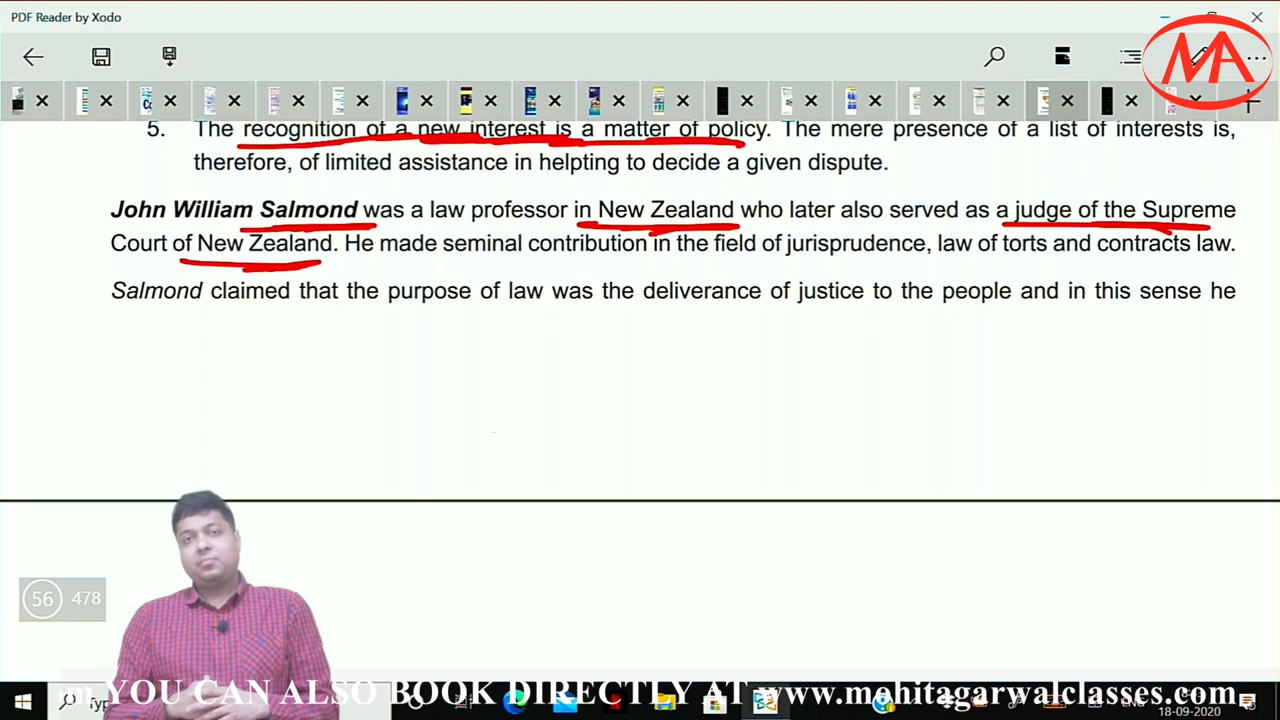 PDF Reader by Xodo
MA
5. The recognition of a new interest is a matter of policy. The mere presence of a list of interests is,
therefore, of limited assistance in helpting to decide a given dispute.
John William Salmond was a law professor in New Zealand who later also served as a judge of the Supreme
Court of New Zealand. He made seminal contribution in the field of jurisprudence, law of torts and contracts law.
Salmond claimed that the purpose of law was the deliverance of justice to the people and in this sense he
56 478
YOU CAN ALSO BOOK DIRECTLY AT www.mohitagarwalclasses.com
18-09-2020